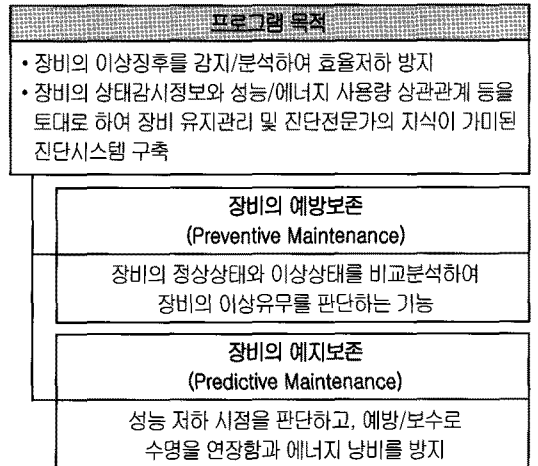 프로그램 목적
• 장비의 이상징후를 감지/분석하여 효율저하 방지
• 장비의 상태감시정보와 성능/에너지 사용량 상관관계 등을
토대로 하여 장비 유지관리 및 진단전문가의 지식이 가미된
진단시스템 구축
장비의 예방보존
(Preventive Maintenance)
장비의 정상상태와 이상상태를 비교분석하여
장비의 이상유무를 판단하는 기능
장비의 예지보존
(Predictive Maintenance)
성능 저하 시점을 판단하고, 예방/보수로
수명을 연장함과 에너지 낭비를 방지